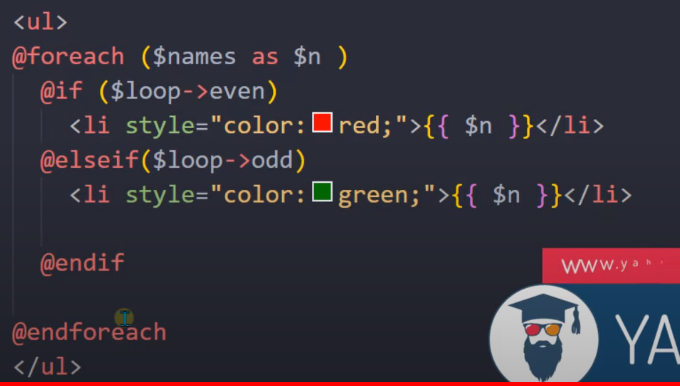 <ul>
@foreach ($names as $n )
@if ($loop->even)
<li style="color: red;">{{ $n }}</li>
@elseif($loop->odd)
<li style="color: green;">{{ $n }}</li>
@endif
@endforeach
</ul>
www.yah
YA